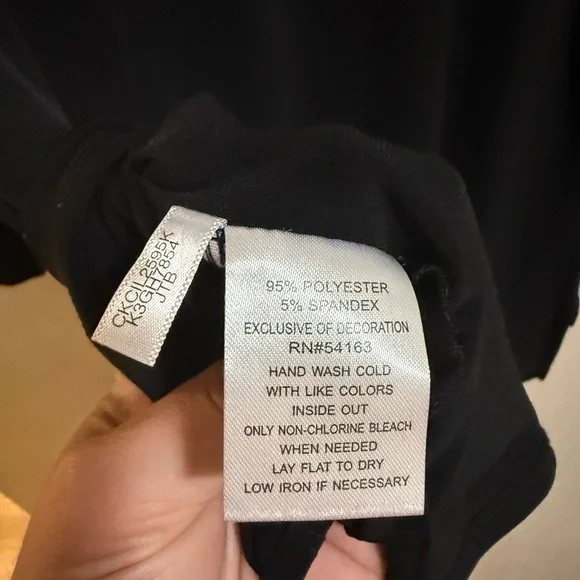 CKCIL2595K
K3GH7854
JTB
95% POLYESTER
5% SPANDEX
EXCLUSIVE OF DECORATION
RN#54163
HAND WASH COLD
WITH LIKE COLORS
INSIDE OUT
ONLY NON-CHLORINE BLEACH
WHEN NEEDED
LAY FLAT TO DRY
LOW IRON IF NECESSARY